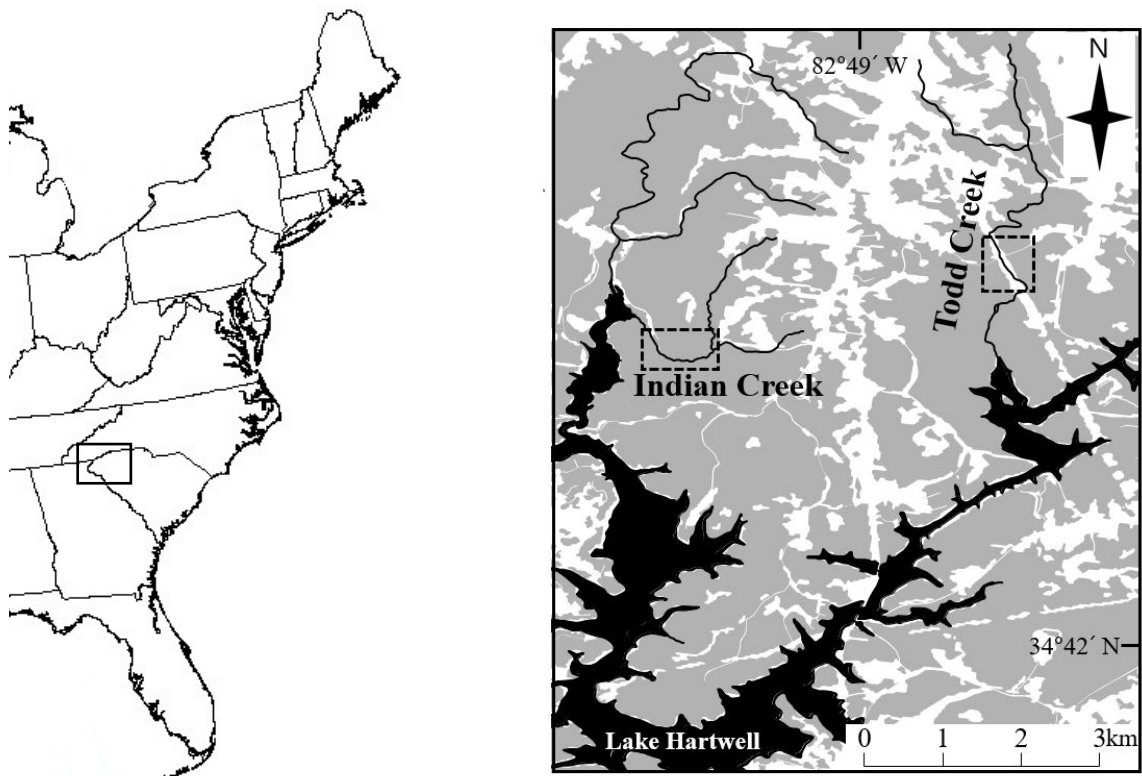 82°49´ W
N
Todd Creek
Indian Creek
34°42´ N
Lake Hartwell
0 1 2 3km